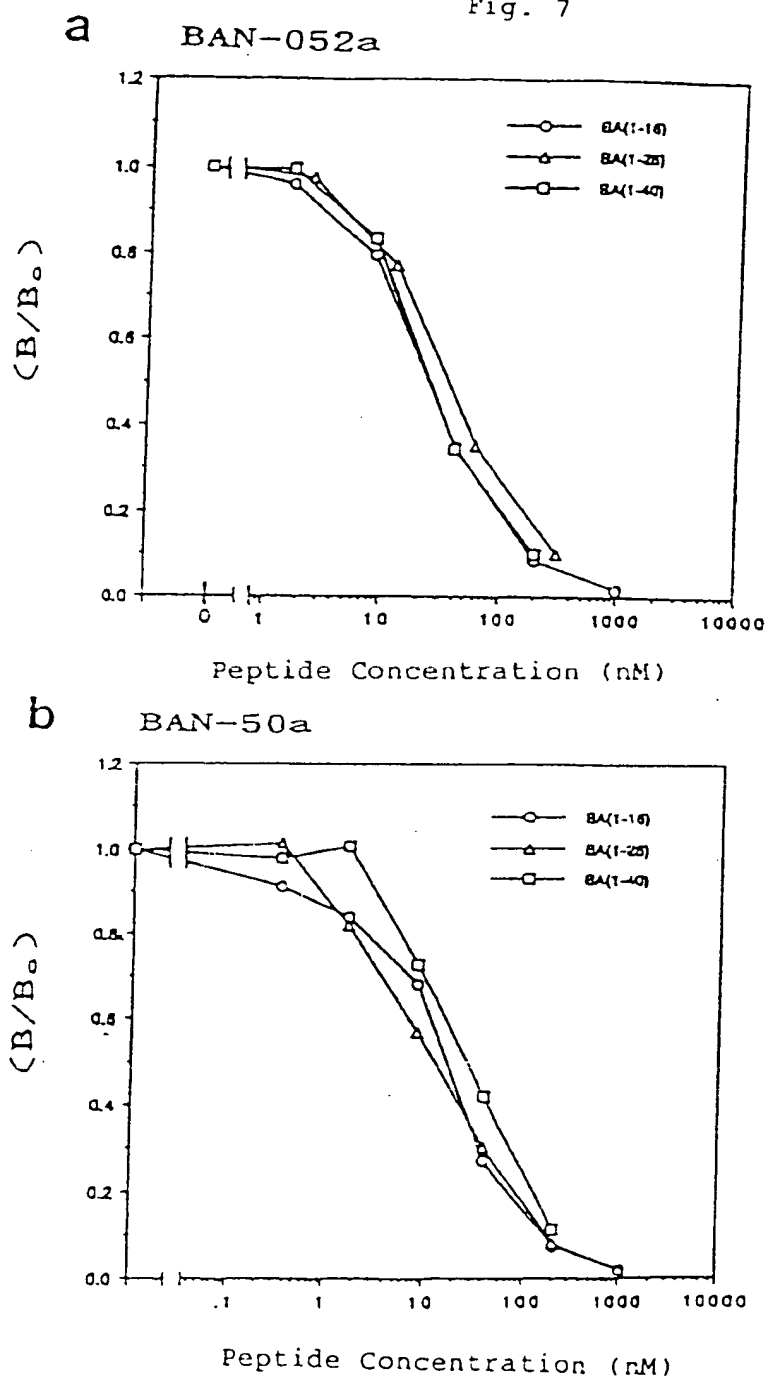 Fig. 7
a
BAN-052a
1.2
1.0
0.8
0.6
0.4
0.2
0.0
(B/B₀)
BA(1-16)
BA(1-28)
BA(1-40)
0
1
10
100
1000
10000
Peptide Concentration (nM)
b
BAN-50a
1.2
1.0
0.8
0.6
0.4
0.2
0.0
(B/B₀)
BA(1-16)
BA(1-28)
BA(1-40)
.1
1
10
100
1000
10000
Peptide Concentration (nM)